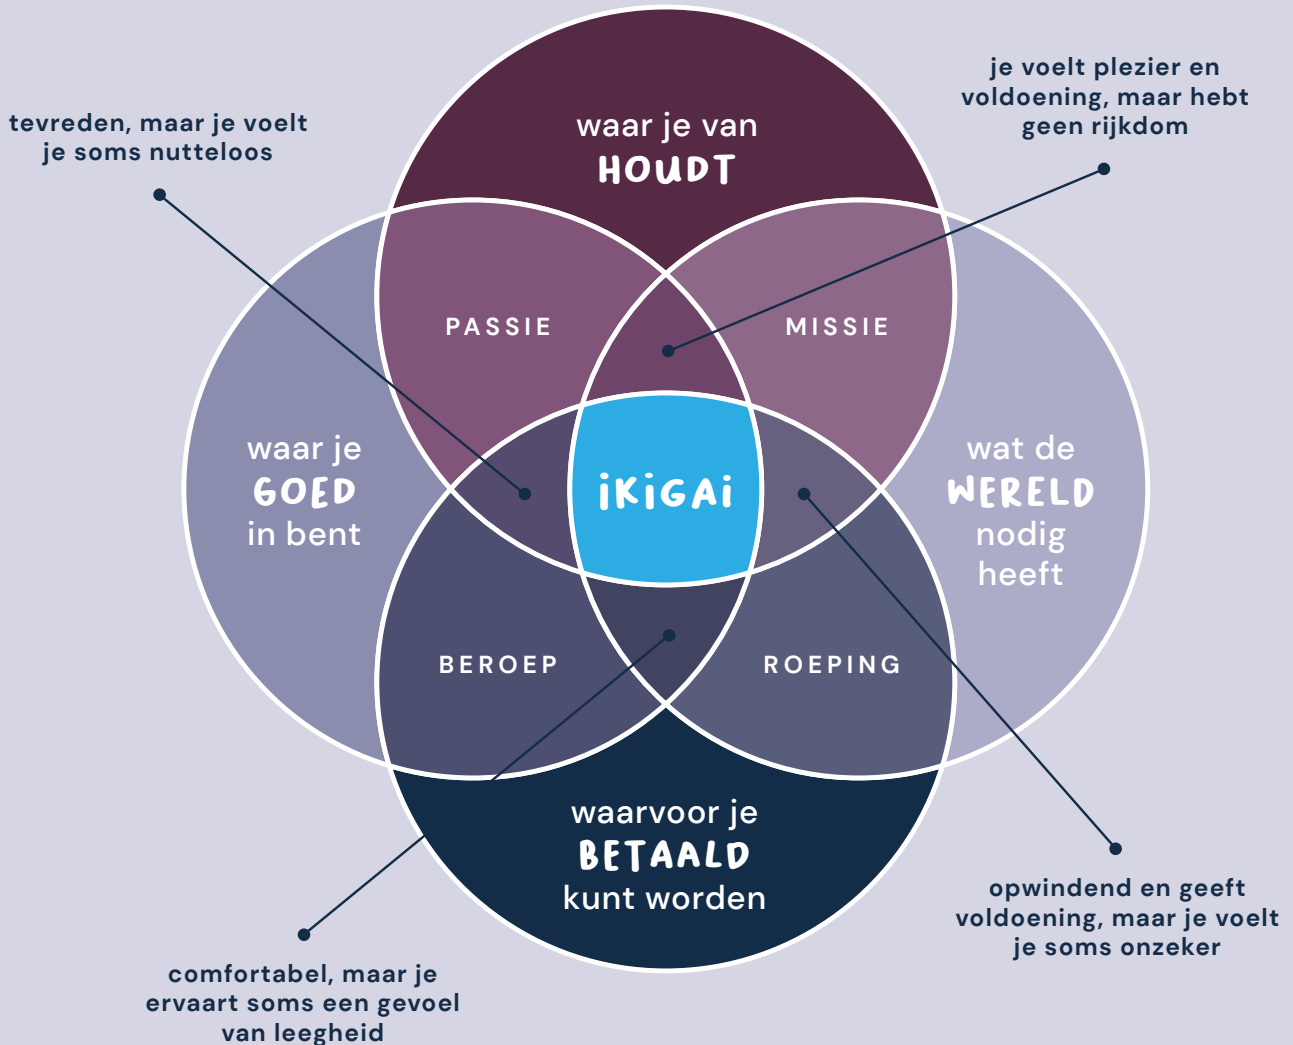 je voelt plezier en
voldoening, maar hebt
geen rijkdom
tevreden, maar je voelt
je soms nutteloos
waar je van
HOUDT
PASSIE
MISSIE
waar je
GOED
in bent
iKiGAi
wat de
WERELD
nodig
heeft
BEROEP
ROEPING
waarvoor je
BETAALD
kunt worden
opwindend en geeft
voldoening, maar je voelt
je soms onzeker
comfortabel, maar je
ervaart soms een gevoel
van leegheid